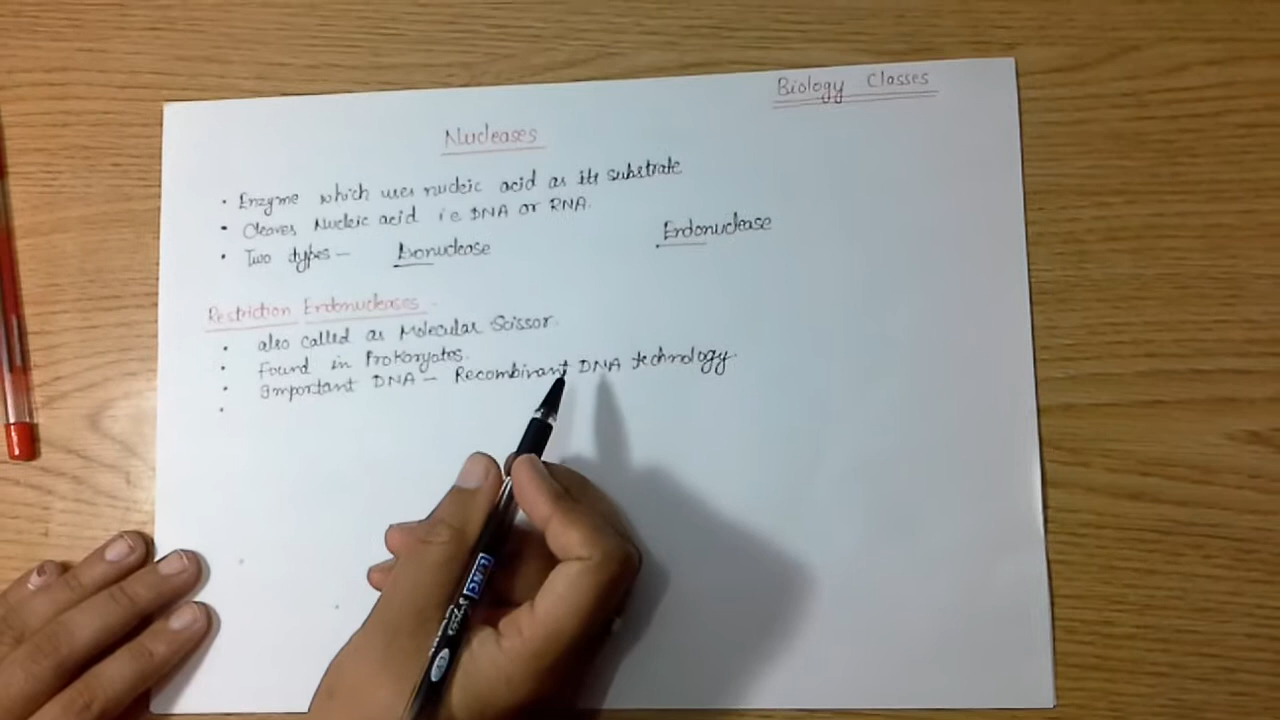 Biology Classes
Nucleases
• Enzyme which uses nucleic acid as its substrate
• Cleaves Nucleic acid i.e DNA or RNA.
• Two types — Exonuclease Endonuclease
Restriction Endonucleases -
• also called as Molecular Scissor.
• Found in Prokaryotes.
• Important DNA — Recombinant DNA technology.
•
LINC